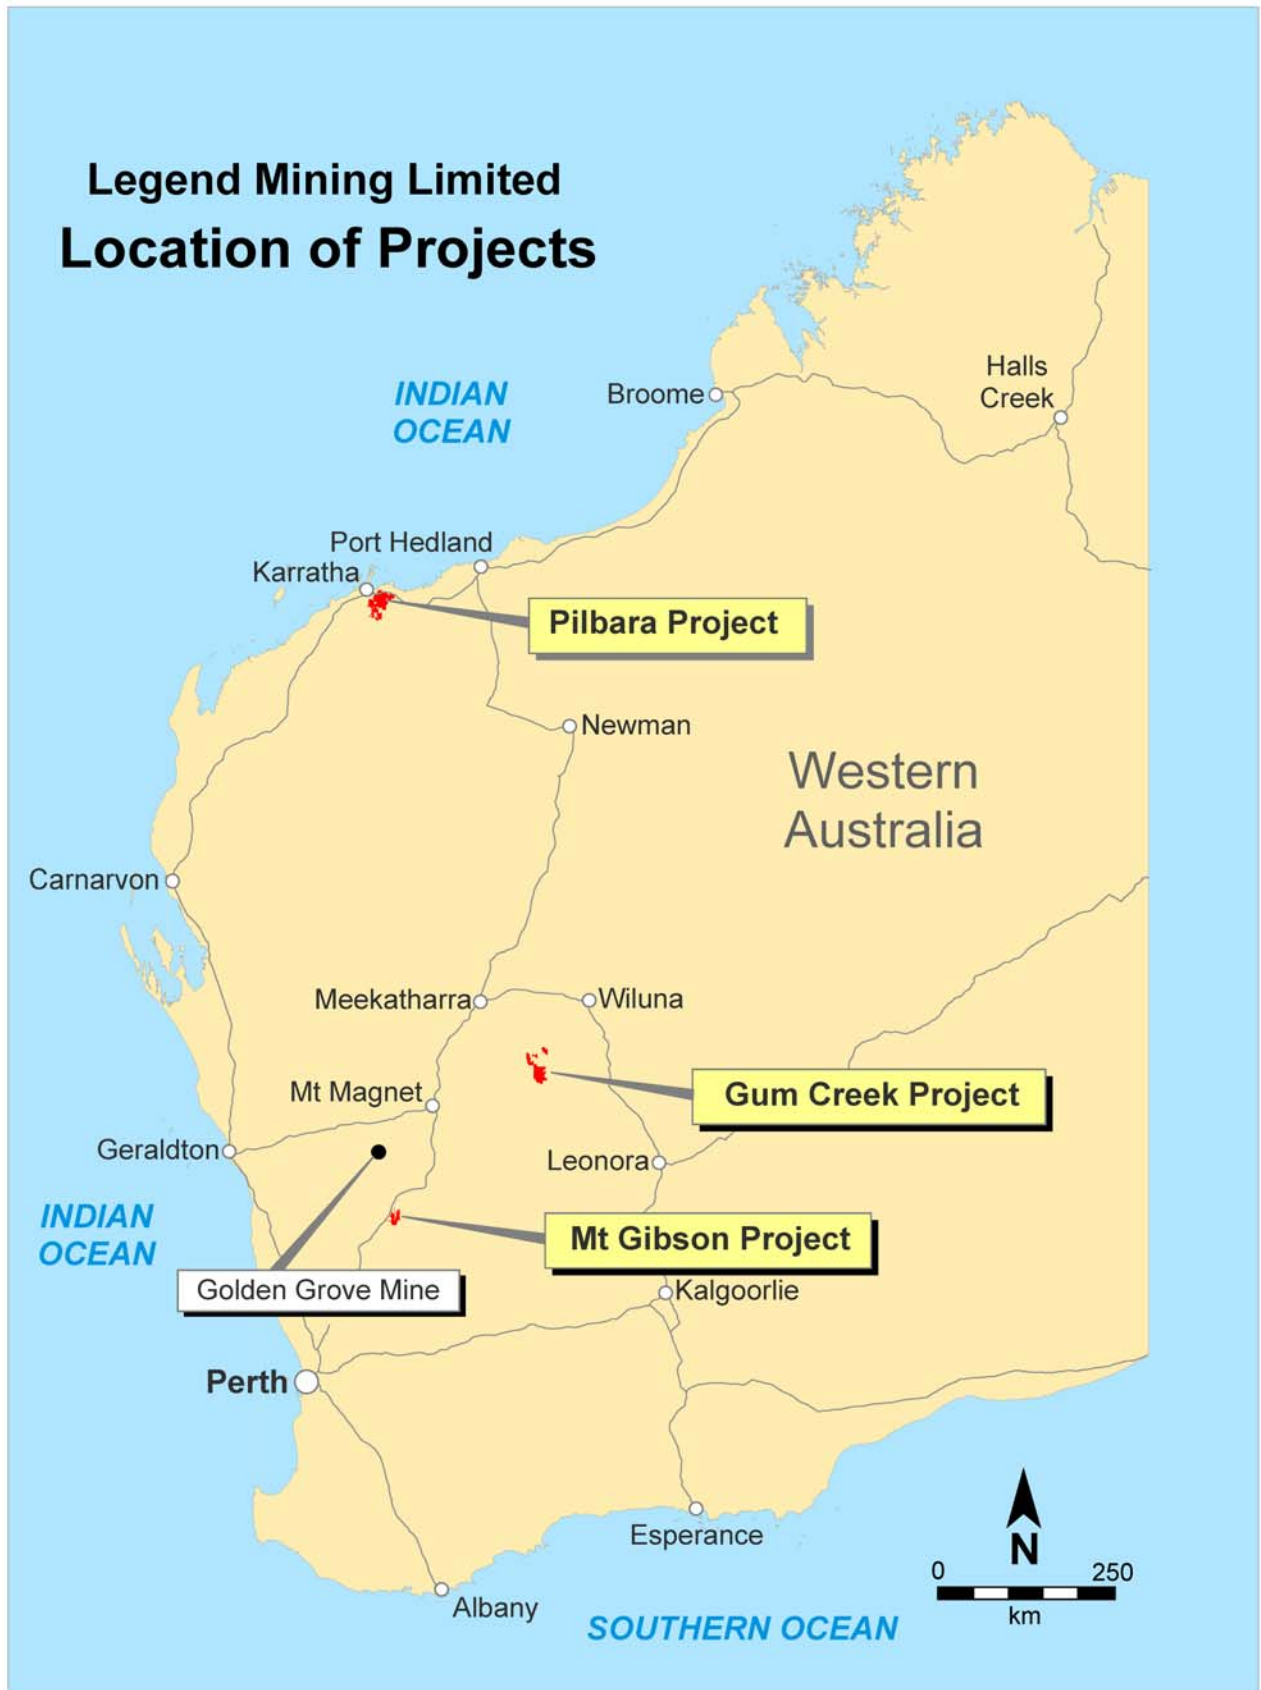 Legend Mining Limited
Location of Projects
INDIAN
OCEAN
Broome
Halls
Creek
Port Hedland
Karratha
Pilbara Project
Newman
Western
Australia
Carnarvon
Meekatharra
Wiluna
Mt Magnet
Gum Creek Project
Geraldton
Leonora
INDIAN
OCEAN
Mt Gibson Project
Golden Grove Mine
Kalgoorlie
Perth
Esperance
N
0 250
km
Albany
SOUTHERN OCEAN